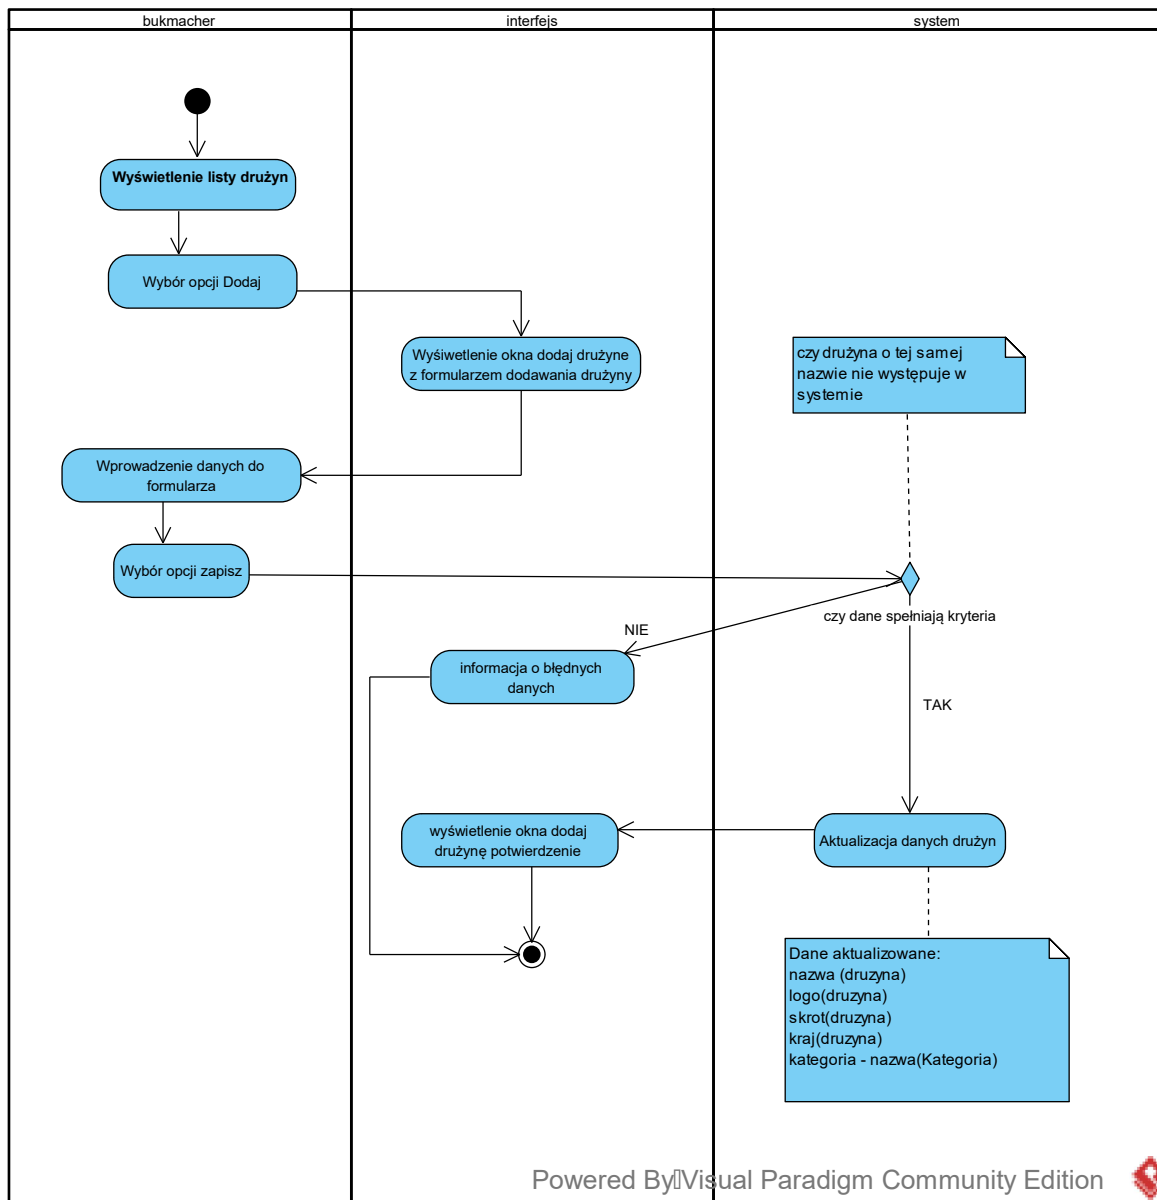 bukmacher
interfejs
system
Wyświetlenie listy drużyn
Wybór opcji Dodaj
Wyśiwetlenie okna dodaj drużyne
z formularzem dodawania drużyny
czy drużyna o tej samej
nazwie nie występuje w
systemie
Wprowadzenie danych do
formularza
Wybór opcji zapisz
czy dane spełniają kryteria
NIE
informacja o błędnych
danych
TAK
wyświetlenie okna dodaj
drużynę potwierdzenie
Aktualizacja danych drużyn
Dane aktualizowane:
nazwa (druzyna)
logo(druzyna)
skrot(druzyna)
kraj(druzyna)
kategoria - nazwa(Kategoria)
Powered By Visual Paradigm Community Edition